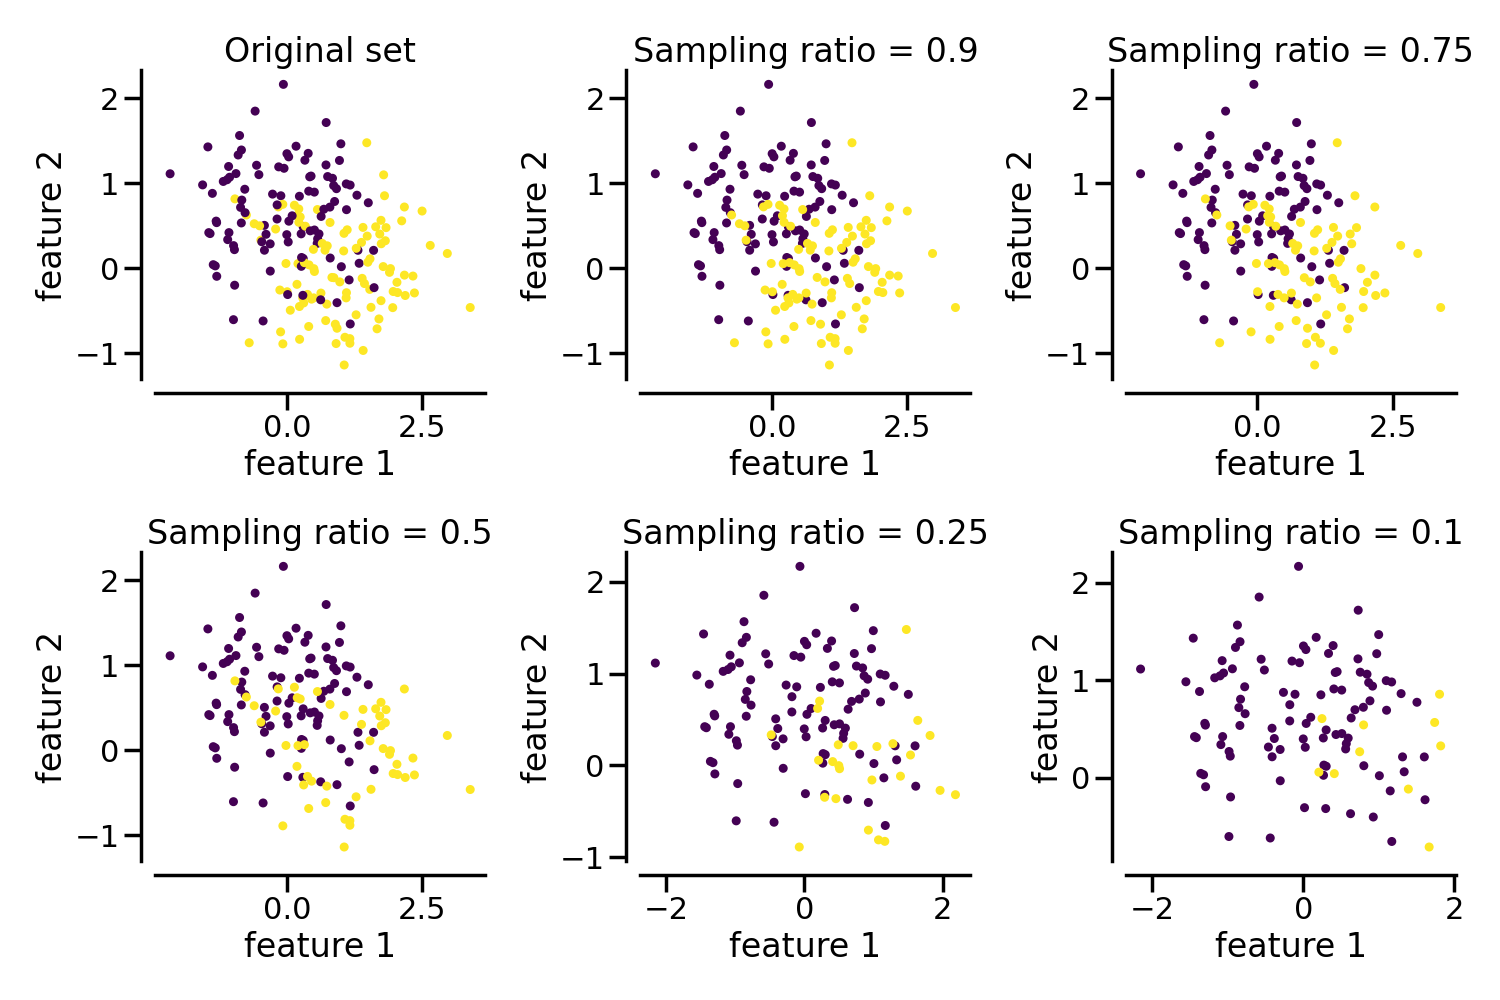 Original set
Sampling ratio = 0.9
Sampling ratio = 0.75
feature 2
2
1
0
−1
0.0 2.5
feature 1
feature 2
2
1
0
−1
0.0 2.5
feature 1
feature 2
2
1
0
−1
0.0 2.5
feature 1
Sampling ratio = 0.5
Sampling ratio = 0.25
Sampling ratio = 0.1
feature 2
2
1
0
−1
0.0 2.5
feature 1
feature 2
2
1
0
−1
−2 0 2
feature 1
feature 2
2
1
0
−2 0 2
feature 1